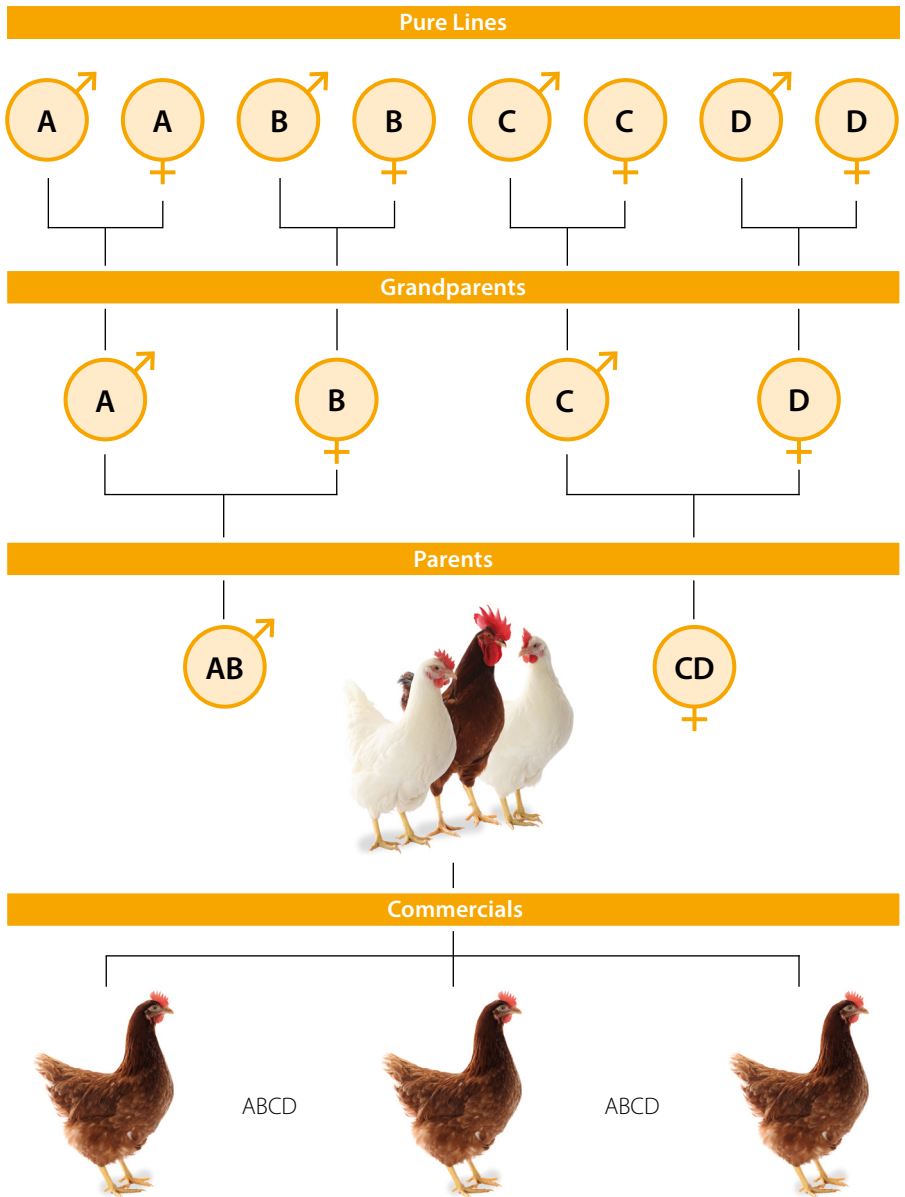 Pure Lines
A A B B C C D D
Grandparents
A B C D
Parents
AB CD
Commercials
ABCD ABCD